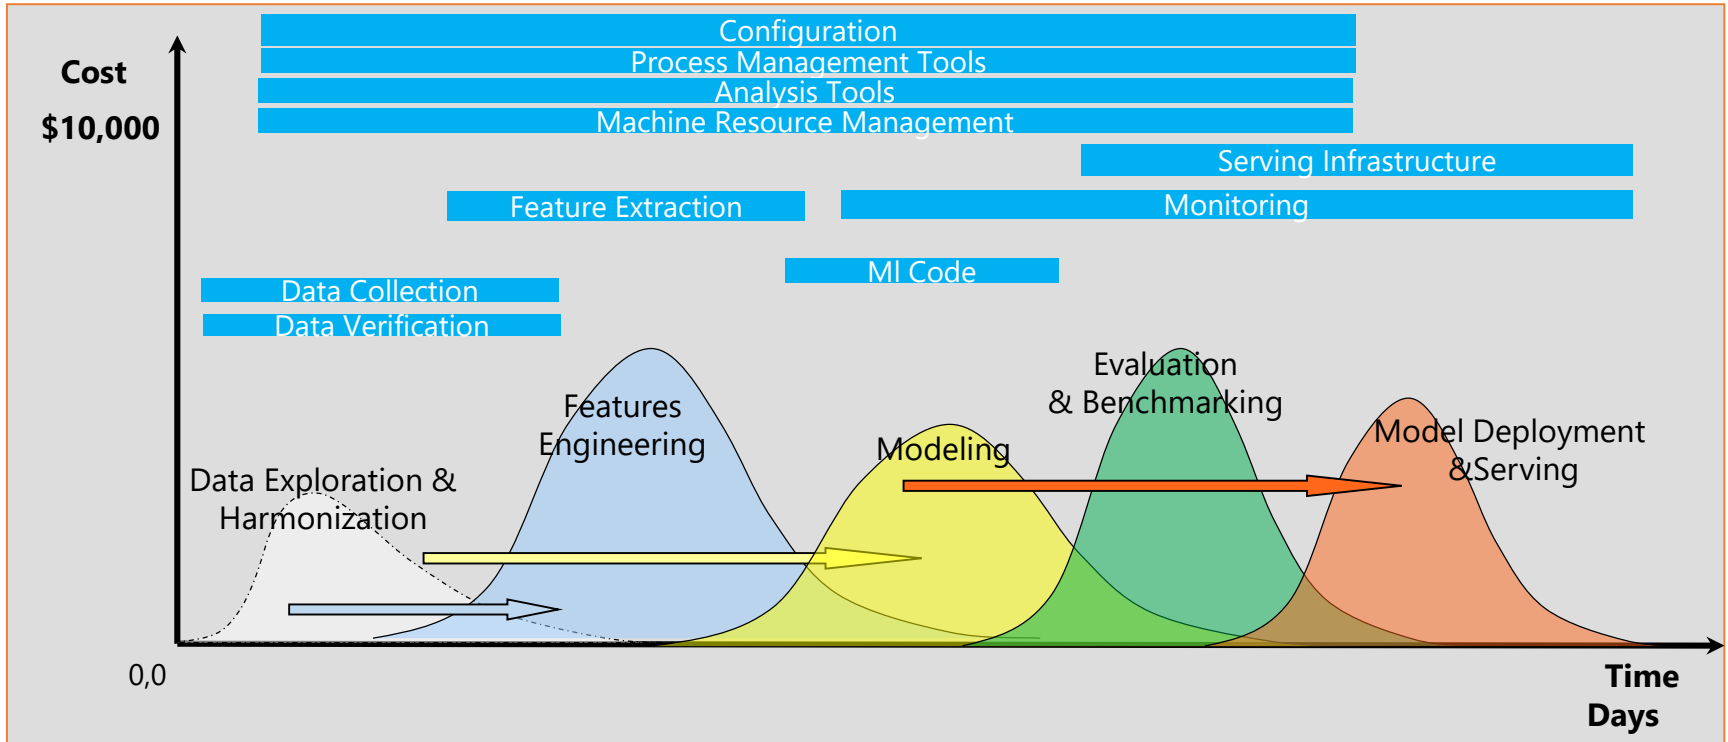 Configuration
Process Management Tools
Analysis Tools
Machine Resource Management
Cost
$10,000
Serving Infrastructure
Feature Extraction
Monitoring
Ml Code
Data Collection
Data Verification
Features
Engineering
Modeling
Evaluation
& Benchmarking
Model Deployment
&Serving
Data Exploration &
Harmonization
0,0
Time
Days